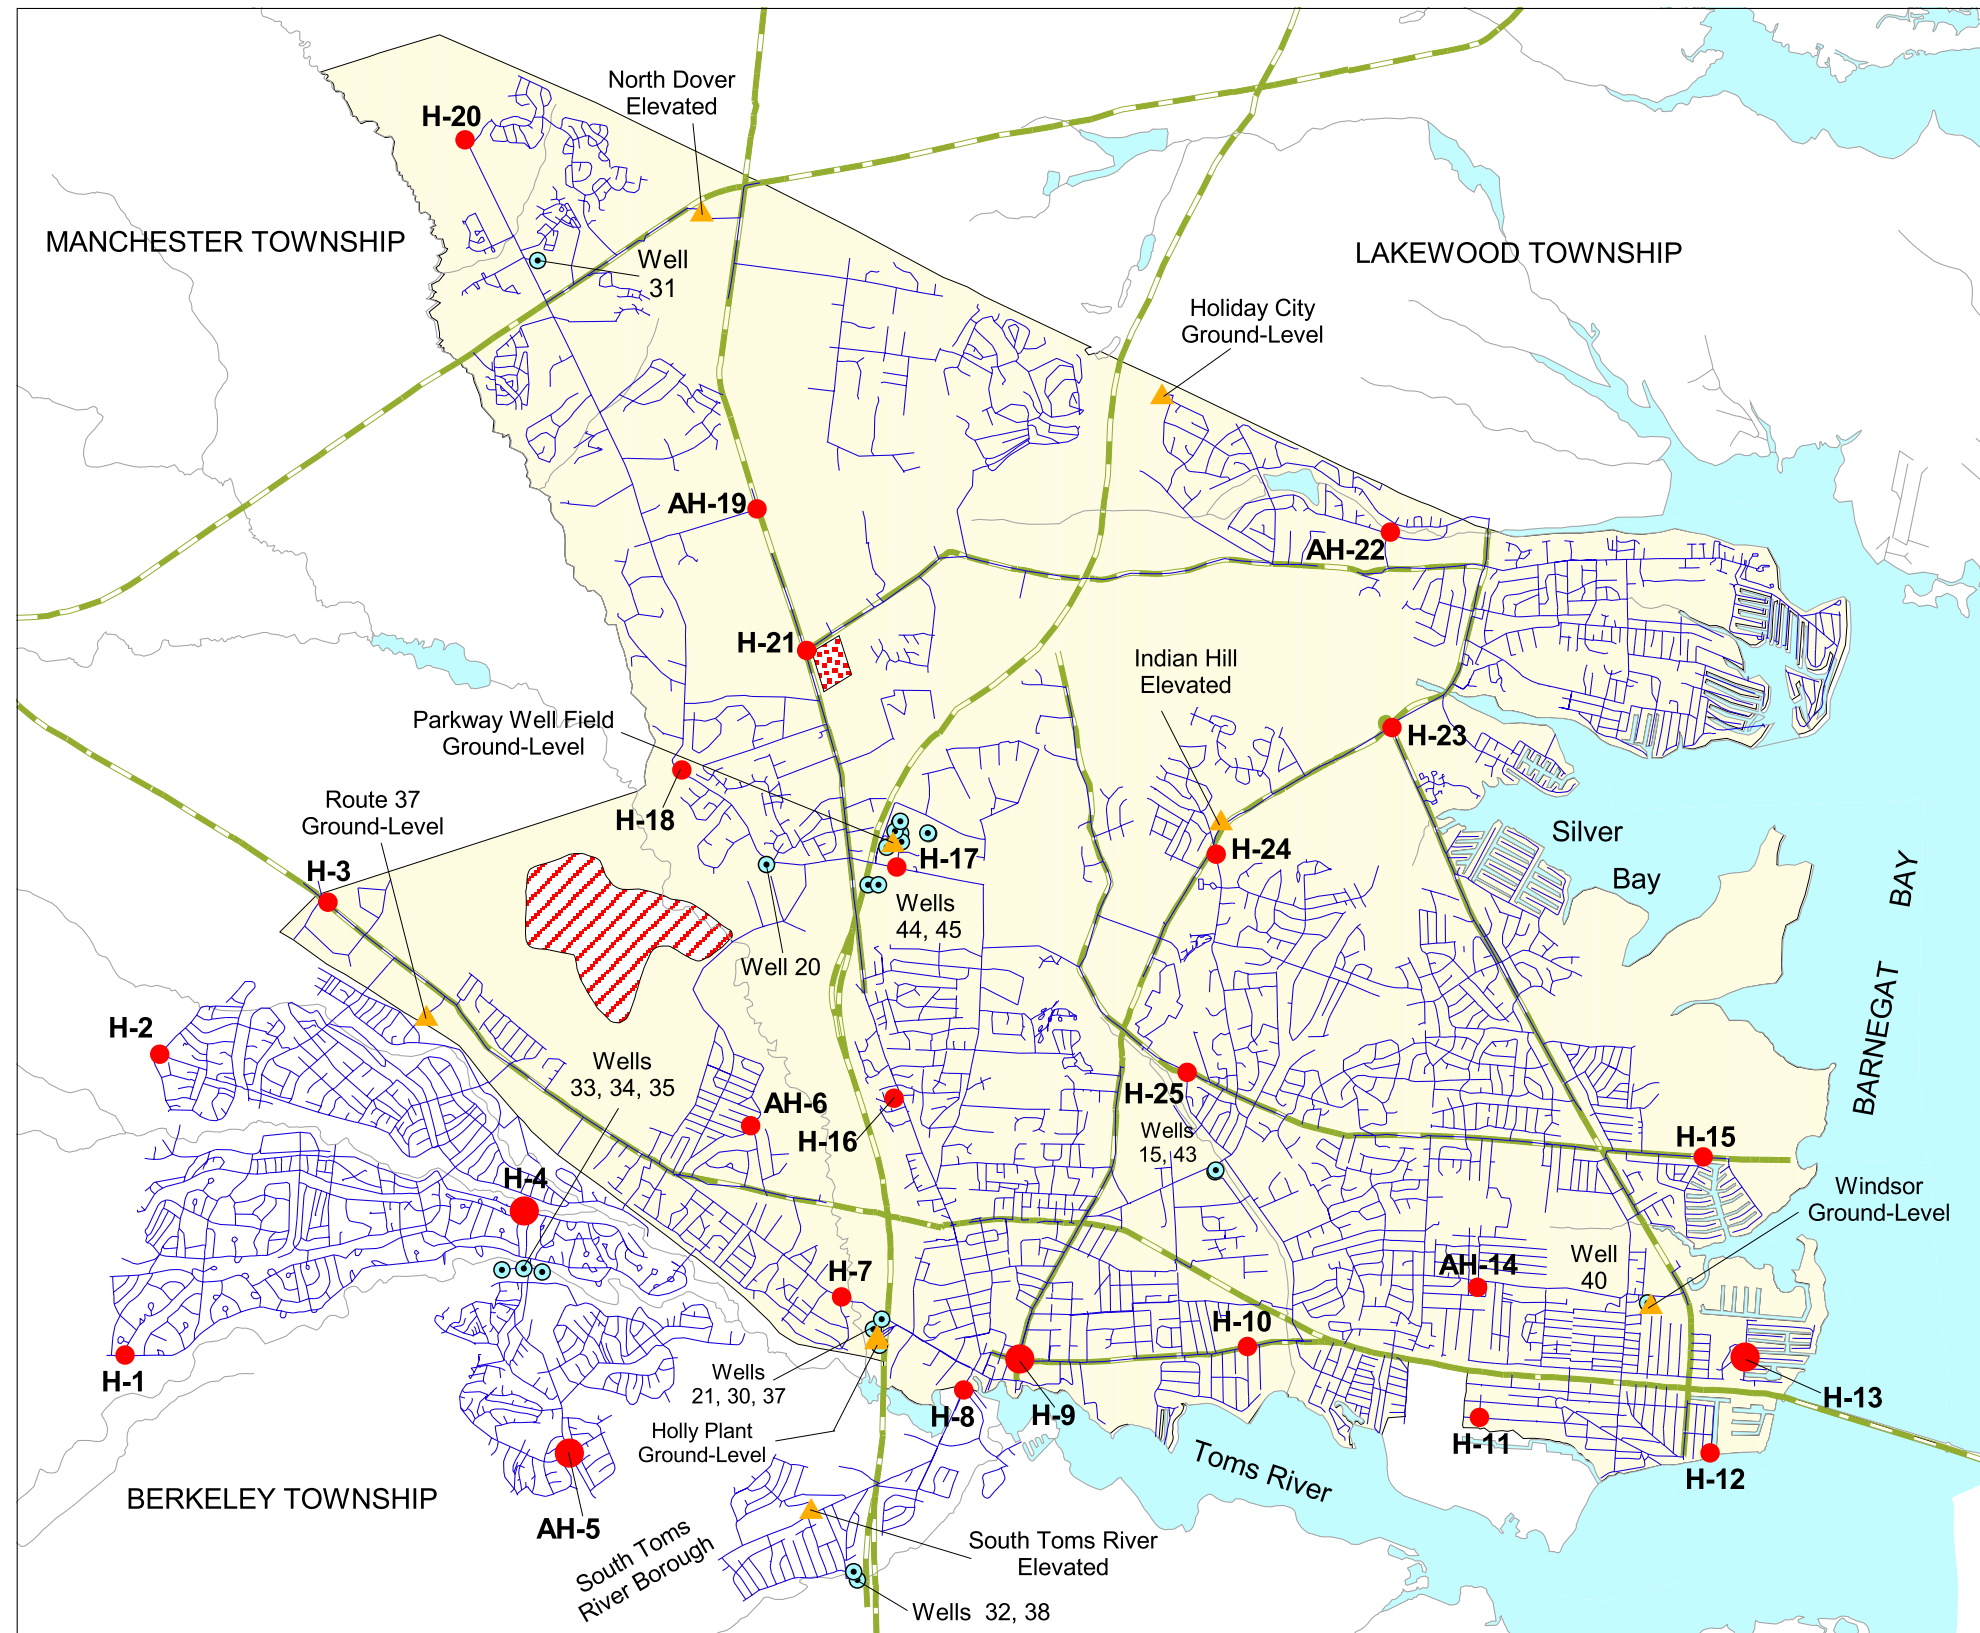 North Dover
Elevated
H-20
MANCHESTER TOWNSHIP
LAKEWOOD TOWNSHIP
Well
31
Holiday City
Ground-Level
AH-19
AH-22
H-21
Indian Hill
Elevated
Parkway Well Field
Ground-Level
H-23
Route 37
Ground-Level
H-18
Silver
Bay
H-24
H-17
H-3
BARNEGAT BAY
Wells
44, 45
Well 20
H-2
Wells
33, 34, 35
AH-6
H-25
H-16
Wells
15, 43
H-15
H-4
Windsor
Ground-Level
Well
40
AH-14
H-7
H-10
H-1
Wells
21, 30, 37
H-13
H-8
H-9
Holly Plant
Ground-Level
H-11
Toms River
H-12
BERKELEY TOWNSHIP
AH-5
South Toms
River Borough
South Toms River
Elevated
Wells 32, 38